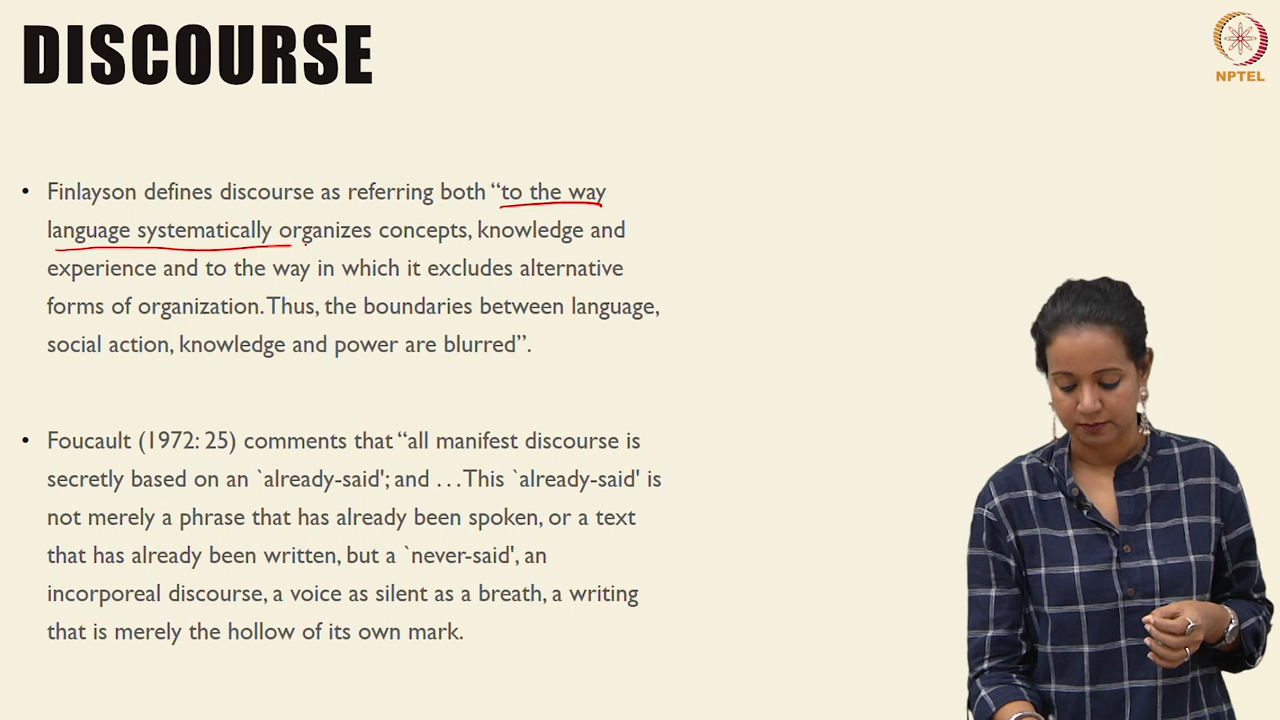 DISCOURSE
NPTEL
• Finlayson defines discourse as referring both “to the way
language systematically organizes concepts, knowledge and
experience and to the way in which it excludes alternative
forms of organization. Thus, the boundaries between language,
social action, knowledge and power are blurred”.
• Foucault (1972: 25) comments that “all manifest discourse is
secretly based on an `already-said'; and …This `already-said' is
not merely a phrase that has already been spoken, or a text
that has already been written, but a `never-said', an
incorporeal discourse, a voice as silent as a breath, a writing
that is merely the hollow of its own mark.